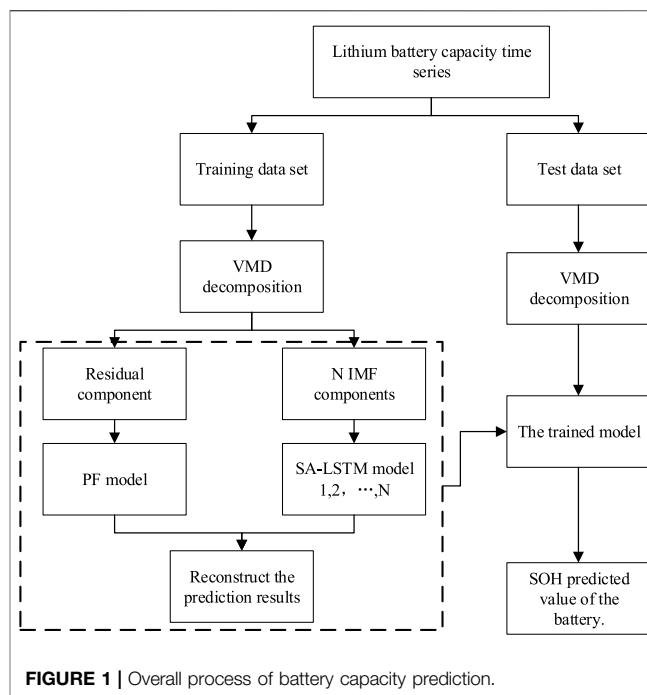 Lithium battery capacity time
series
Training data set
Test data set
VMD
decomposition
VMD
decomposition
Residual
component
N IMF
components
PF model
SA-LSTM model
1,2, ⋯,N
The trained model
Reconstruct the
prediction results
SOH predicted
value of the
battery.
FIGURE 1 | Overall process of battery capacity prediction.